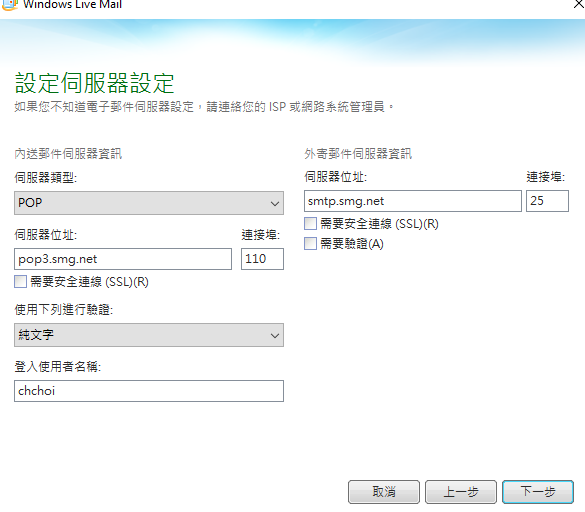 Windows Live Mail
設定伺服器設定
如果您不知道電子郵件伺服器設定，請連絡您的 ISP 或網路系統管理員。
內送郵件伺服器資訊
伺服器類型:
POP
伺服器位址: 連接埠:
pop3.smg.net 110
需要安全連線 (SSL)(R)
使用下列進行驗證:
純文字
登入使用者名稱:
chchoi
外寄郵件伺服器資訊
伺服器位址: 連接埠:
smtp.smg.net 25
需要安全連線 (SSL)(R)
需要驗證(A)
取消 上一步 下一步